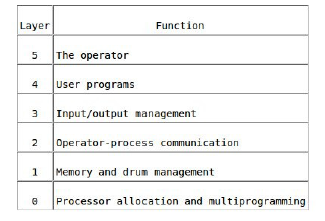 Layer Function
5 The operator
4 User programs
3 Input/output management
2 Operator-process communication
1 Memory and drum management
0 Processor allocation and multiprogramming